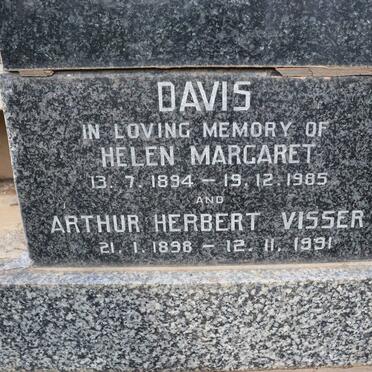 DAVIS
IN LOVING MEMORY OF
HELEN MARGARET
13. 7. 1894 – 19. 12. 1985
AND
ARTHUR HERBERT VISSER
21. 1. 1898 – 12. 11. 1991